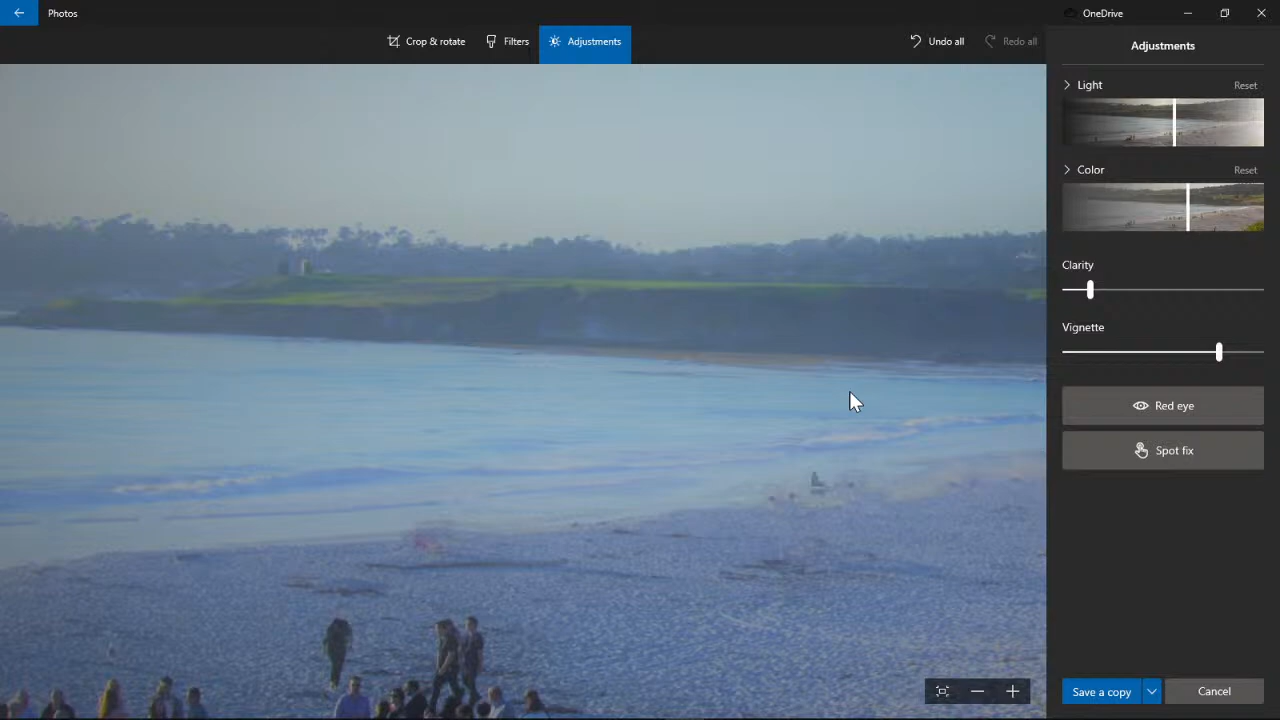 Photos
OneDrive
Crop & rotate
Filters
Adjustments
Undo all
Redo all
Adjustments
Light
Reset
Color
Reset
Clarity
Vignette
Red eye
Spot fix
Save a copy
Cancel